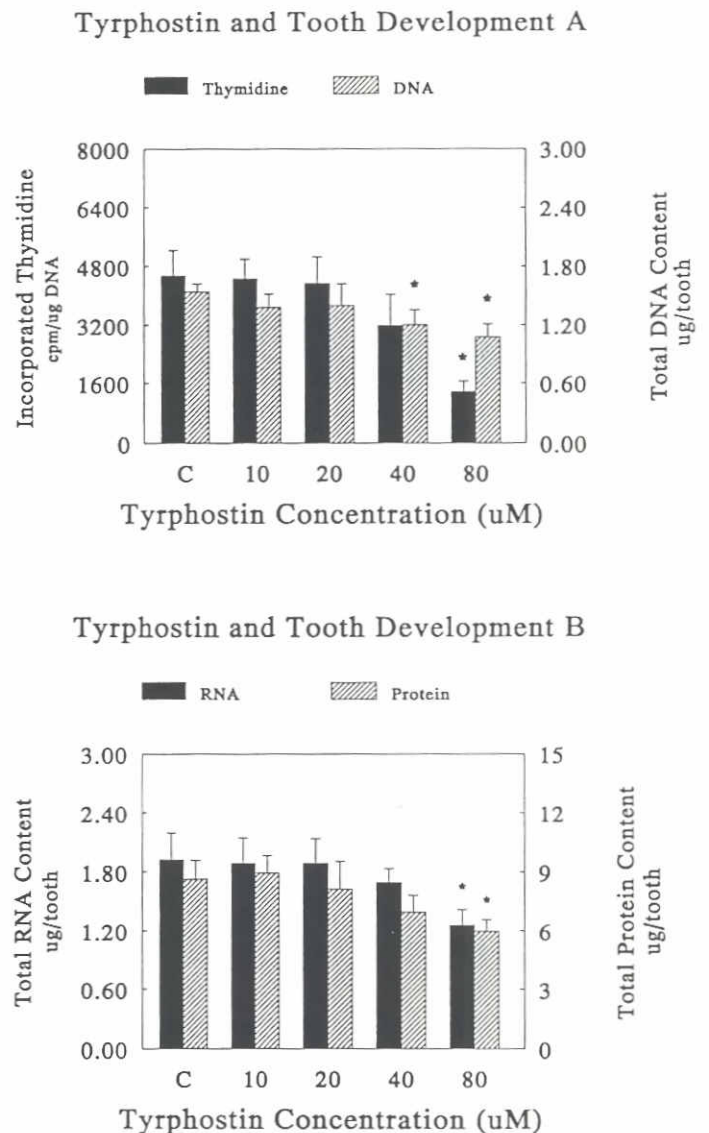 Tyrphostin and Tooth Development A
Thymidine DNA
Incorporated Thymidine
cpm/ug DNA
8000
6400
4800
3200
1600
0
3.00
2.40
1.80
1.20
0.60
0.00
Total DNA Content
ug/tooth
* * *
C 10 20 40 80
Tyrphostin Concentration (uM)
Tyrphostin and Tooth Development B
RNA Protein
Total RNA Content
ug/tooth
3.00
2.40
1.80
1.20
0.60
0.00
15
12
9
6
3
0
Total Protein Content
ug/tooth
* *
C 10 20 40 80
Tyrphostin Concentration (uM)